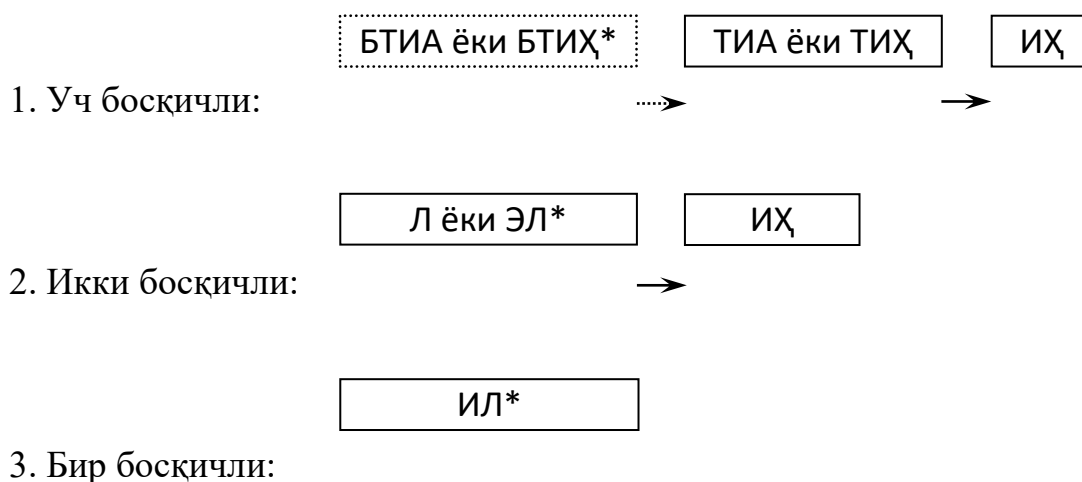 БТИА ёки БТИҲ* ТИА ёки ТИҲ ИҲ
1. Уч босқичли:
Л ёки ЭЛ* ИҲ
2. Икки босқичли:
ИЛ*
3. Бир босқичли: